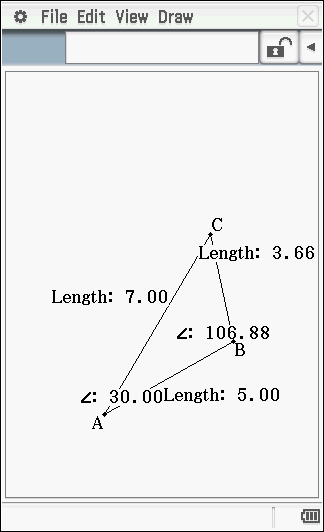 File Edit View Draw
C
Length: 3.66
Length: 7.00
∠: 106.88
B
∠: 30.00
Length: 5.00
A